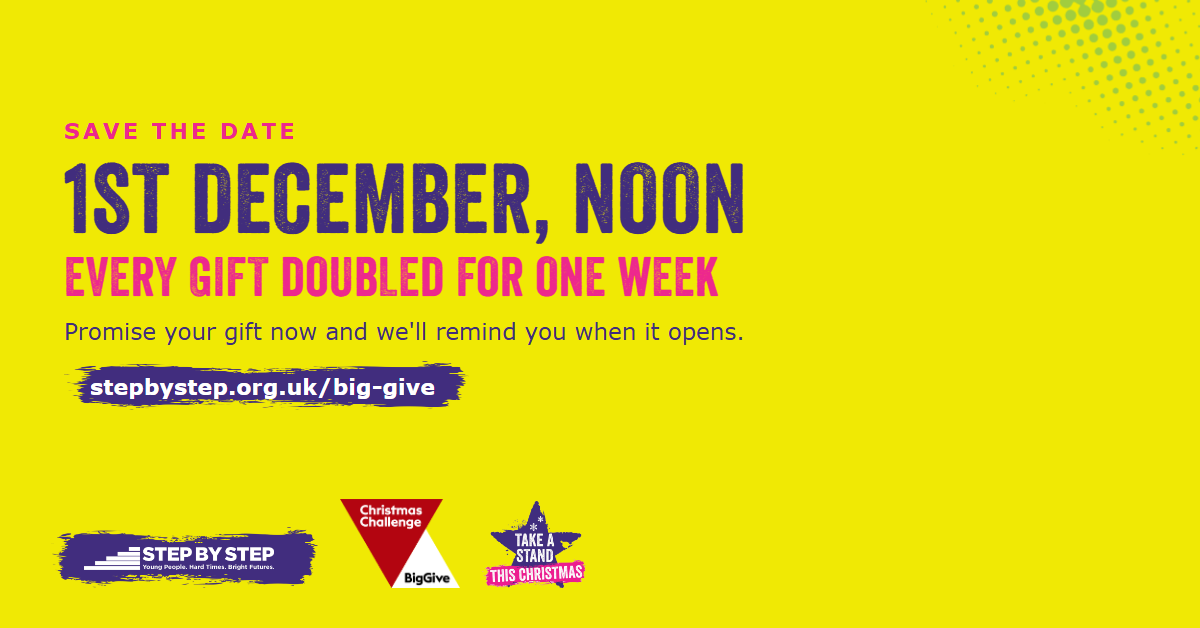 SAVE THE DATE
1ST DECEMBER, NOON
EVERY GIFT DOUBLED FOR ONE WEEK
Promise your gift now and we'll remind you when it opens.
stepbystep.org.uk/big-give
STEP BY STEP
Young People. Hard Times. Bright Futures.
Christmas
Challenge
BigGive
TAKE A
STAND
THIS CHRISTMAS